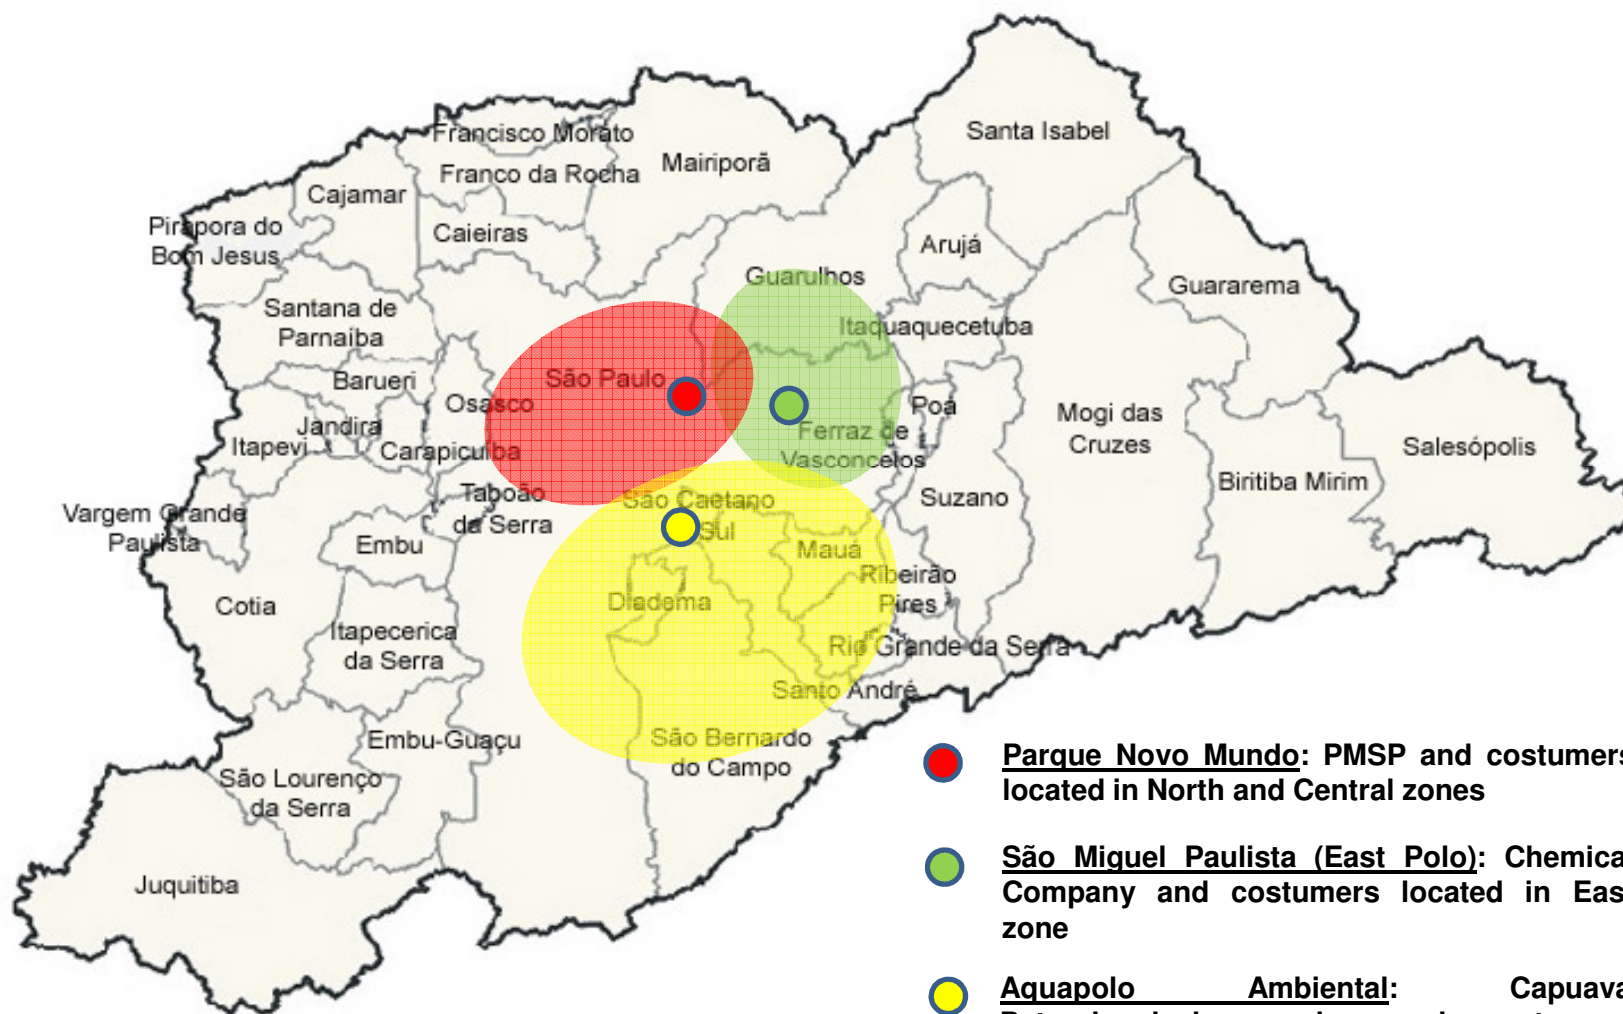 Santa Isabel
Francisco Morato
Mairiporã
Franco da Rocha
Cajamar
Pirapora do
Bom Jesus
Caieiras
Arujá
Guarulhos
Guararema
Santana de
Parnaíba
Itaquaquecetuba
São Paulo
Barueri
Osasco
Poá
Mogi das
Cruzes
Jandira
Itapevi
Carapicuíba
Ferraz de
Vasconcelos
Salesópolis
Biritiba Mirim
Taboão
da Serra
São Caetano
Sul
Suzano
Vargem Grande
Paulista
Embu
Mauá
Ribeirão
Pires
Diadema
Cotia
Itapecerica
da Serra
Rio Grande da Serra
Santo André
Embu-Guaçu
São Bernardo
do Campo
São Lourenço
da Serra
Juquitiba
Parque Novo Mundo: PMSP and costumers
located in North and Central zones
São Miguel Paulista (East Polo): Chemica
Company and costumers located in Eas
zone
Aquapolo Ambiental: Capuava